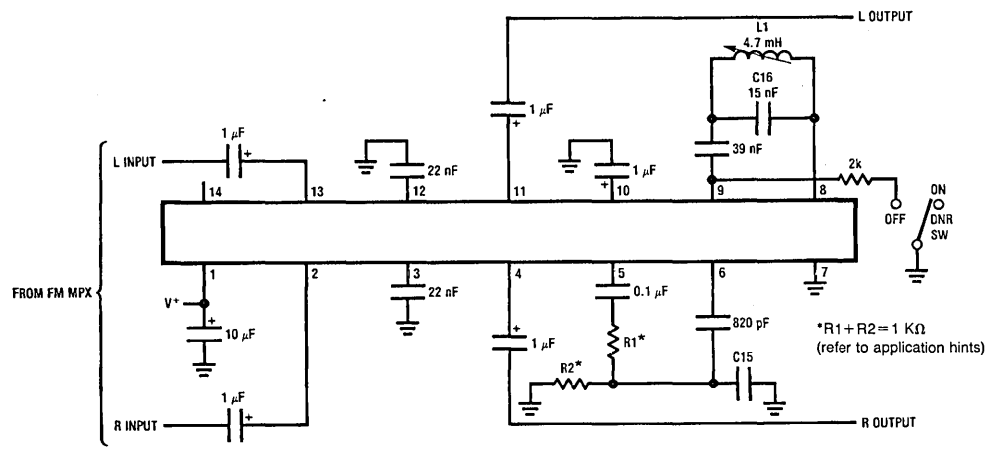 L OUTPUT
L1
4.7 mH
C16
15 nF
1 µF
+
1 µF
+
39 nF
L INPUT
22 nF
1 µF
+
2k
14
13
12
11
10
9
8
ON
OFF
DNR
SW
FROM FM MPX
1
2
3
4
5
6
7
V+
+
10 µF
22 nF
+
1 µF
0.1 µF
820 pF
R1*
*R1+R2=1 KΩ
(refer to application hints)
R2*
C15
1 µF
+
R INPUT
R OUTPUT